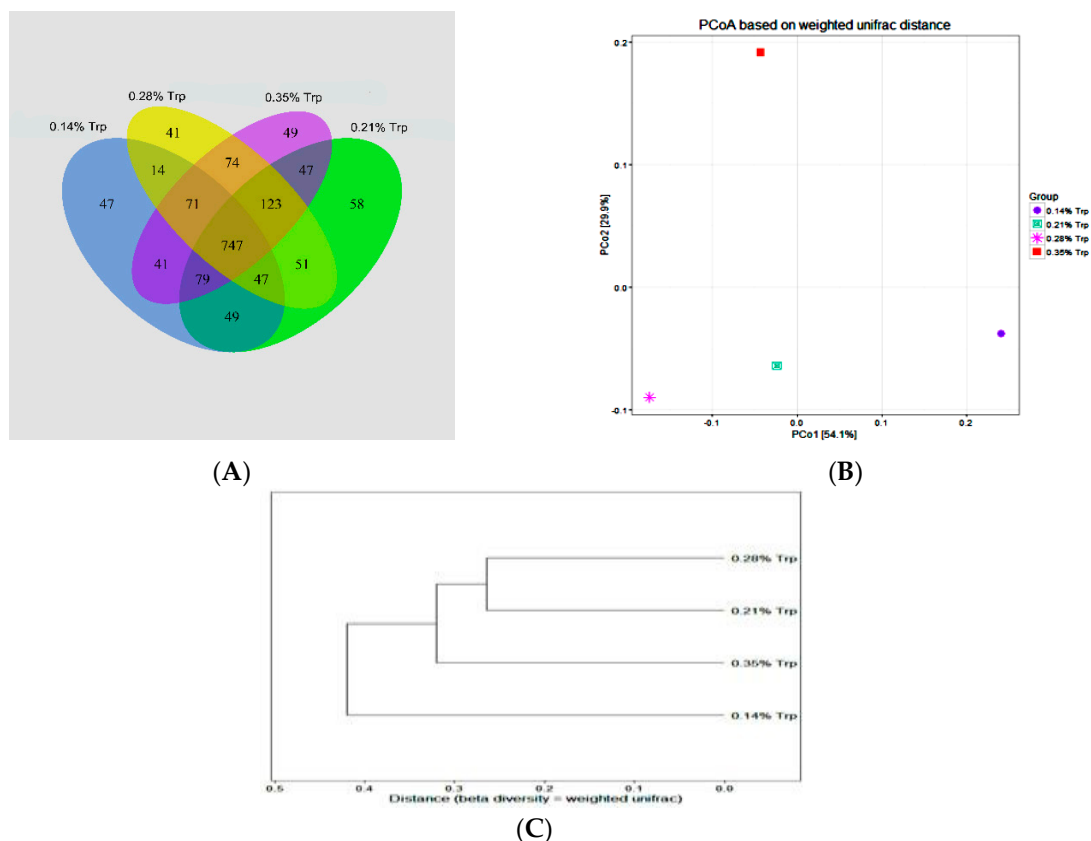 0.28% Trp
0.35% Trp
0.14% Trp
0.21% Trp
41
49
14
74
47
47
71
123
58
747
41
79
47
51
49
(A)
PCoA based on weighted unifrac distance
0.2
0.1
0.0
-0.1
PCo2 [29.9%]
-0.1 0.0 0.1 0.2
PCo1 [54.1%]
Group
0.14% Trp
0.21% Trp
0.28% Trp
0.35% Trp
(B)
0.28% Trp
0.21% Trp
0.35% Trp
0.14% Trp
0.5 0.4 0.3 0.2 0.1 0.0
Distance (beta diversity = weighted unifrac)
(C)